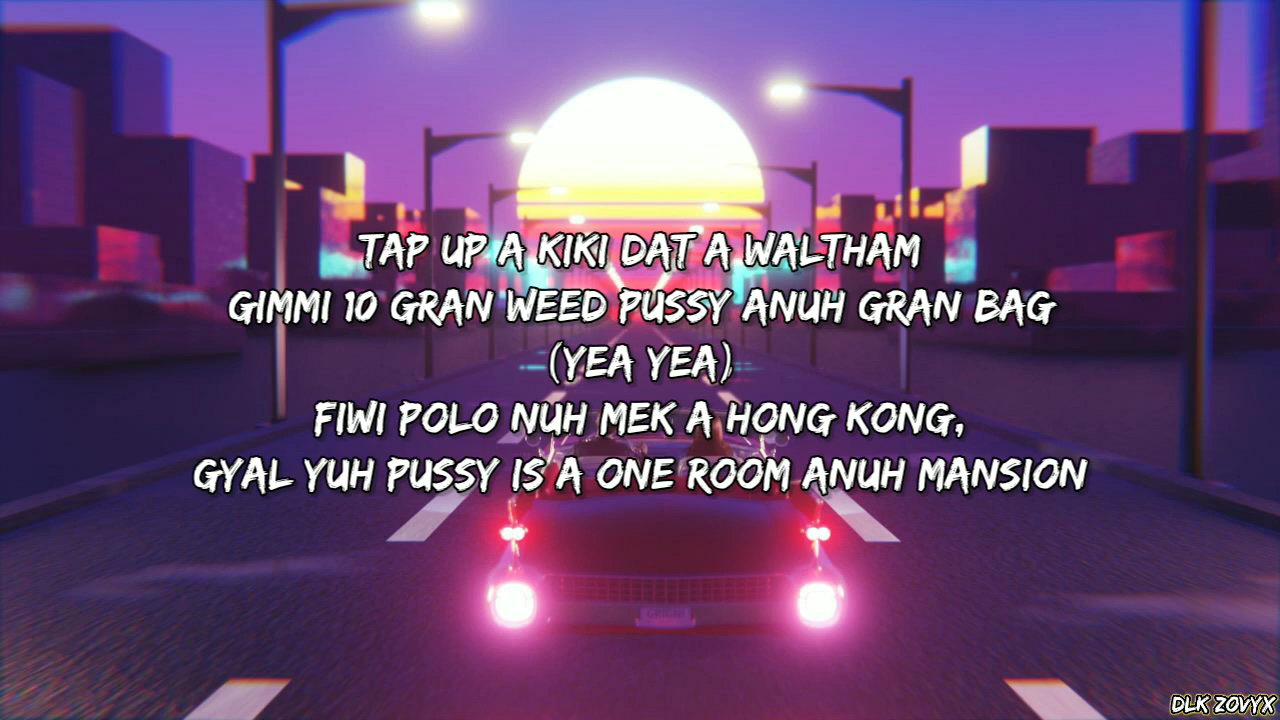 TAP UP A KIKI DAT A WALTHAM
GIMMI 10 GRAN WEED PUSSY ANUH GRAN BAG
(YEA YEA)
FIWI POLO NUH MEK A HONG KONG,
GYAL YUH PUSSY IS A ONE ROOM ANUH MANSION
DLK ZOVYX